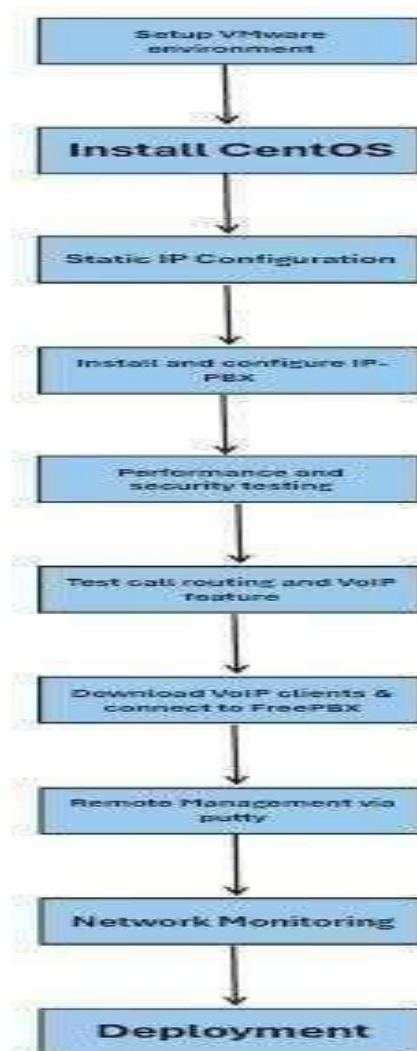 Setup VMware
environment
Install CentOS
Static IP Configuration
Install and configure IP-
PBX
Performance and
security testing
Test call routing and VoIP
feature
Download VoIP clients &
connect to FreePBX
Remote Management via
putty
Network Monitoring
Deployment